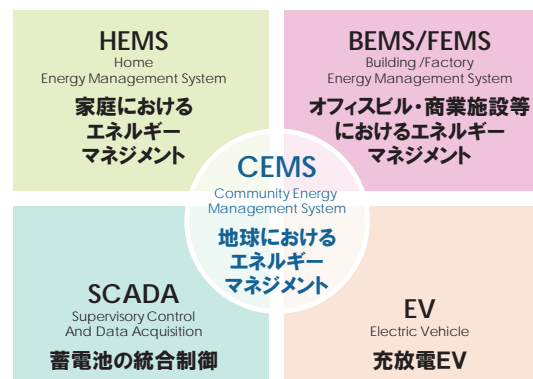 HEMS
Home
Energy Management System
家庭における
エネルギー
マネジメント
BEMS/FEMS
Building /Factory
Energy Management System
オフィスビル・商業施設等
におけるエネルギー
マネジメント
CEMS
Community Energy
Management System
地球における
エネルギー
マネジメント
SCADA
Supervisory Control
And Data Acquisition
蓄電池の統合制御
EV
Electric Vehicle
充放電EV